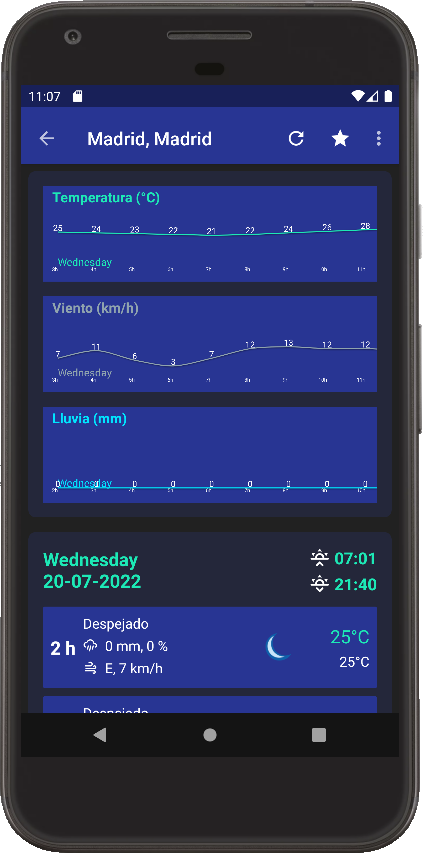 11:07
Madrid, Madrid
Temperatura (°C)
25 24 23 22 21 22 24 26 28
Wednesday
Viento (km/h)
7 11 6 3 7 12 13 12 12
Wednesday
Lluvia (mm)
0 0 0 0 0 0 0 0 0
Wednesday
Wednesday 07:01
20-07-2022 21:40
Despejado
2 h 0 mm, 0 % 25°C
E, 7 km/h 25°C
Despejado